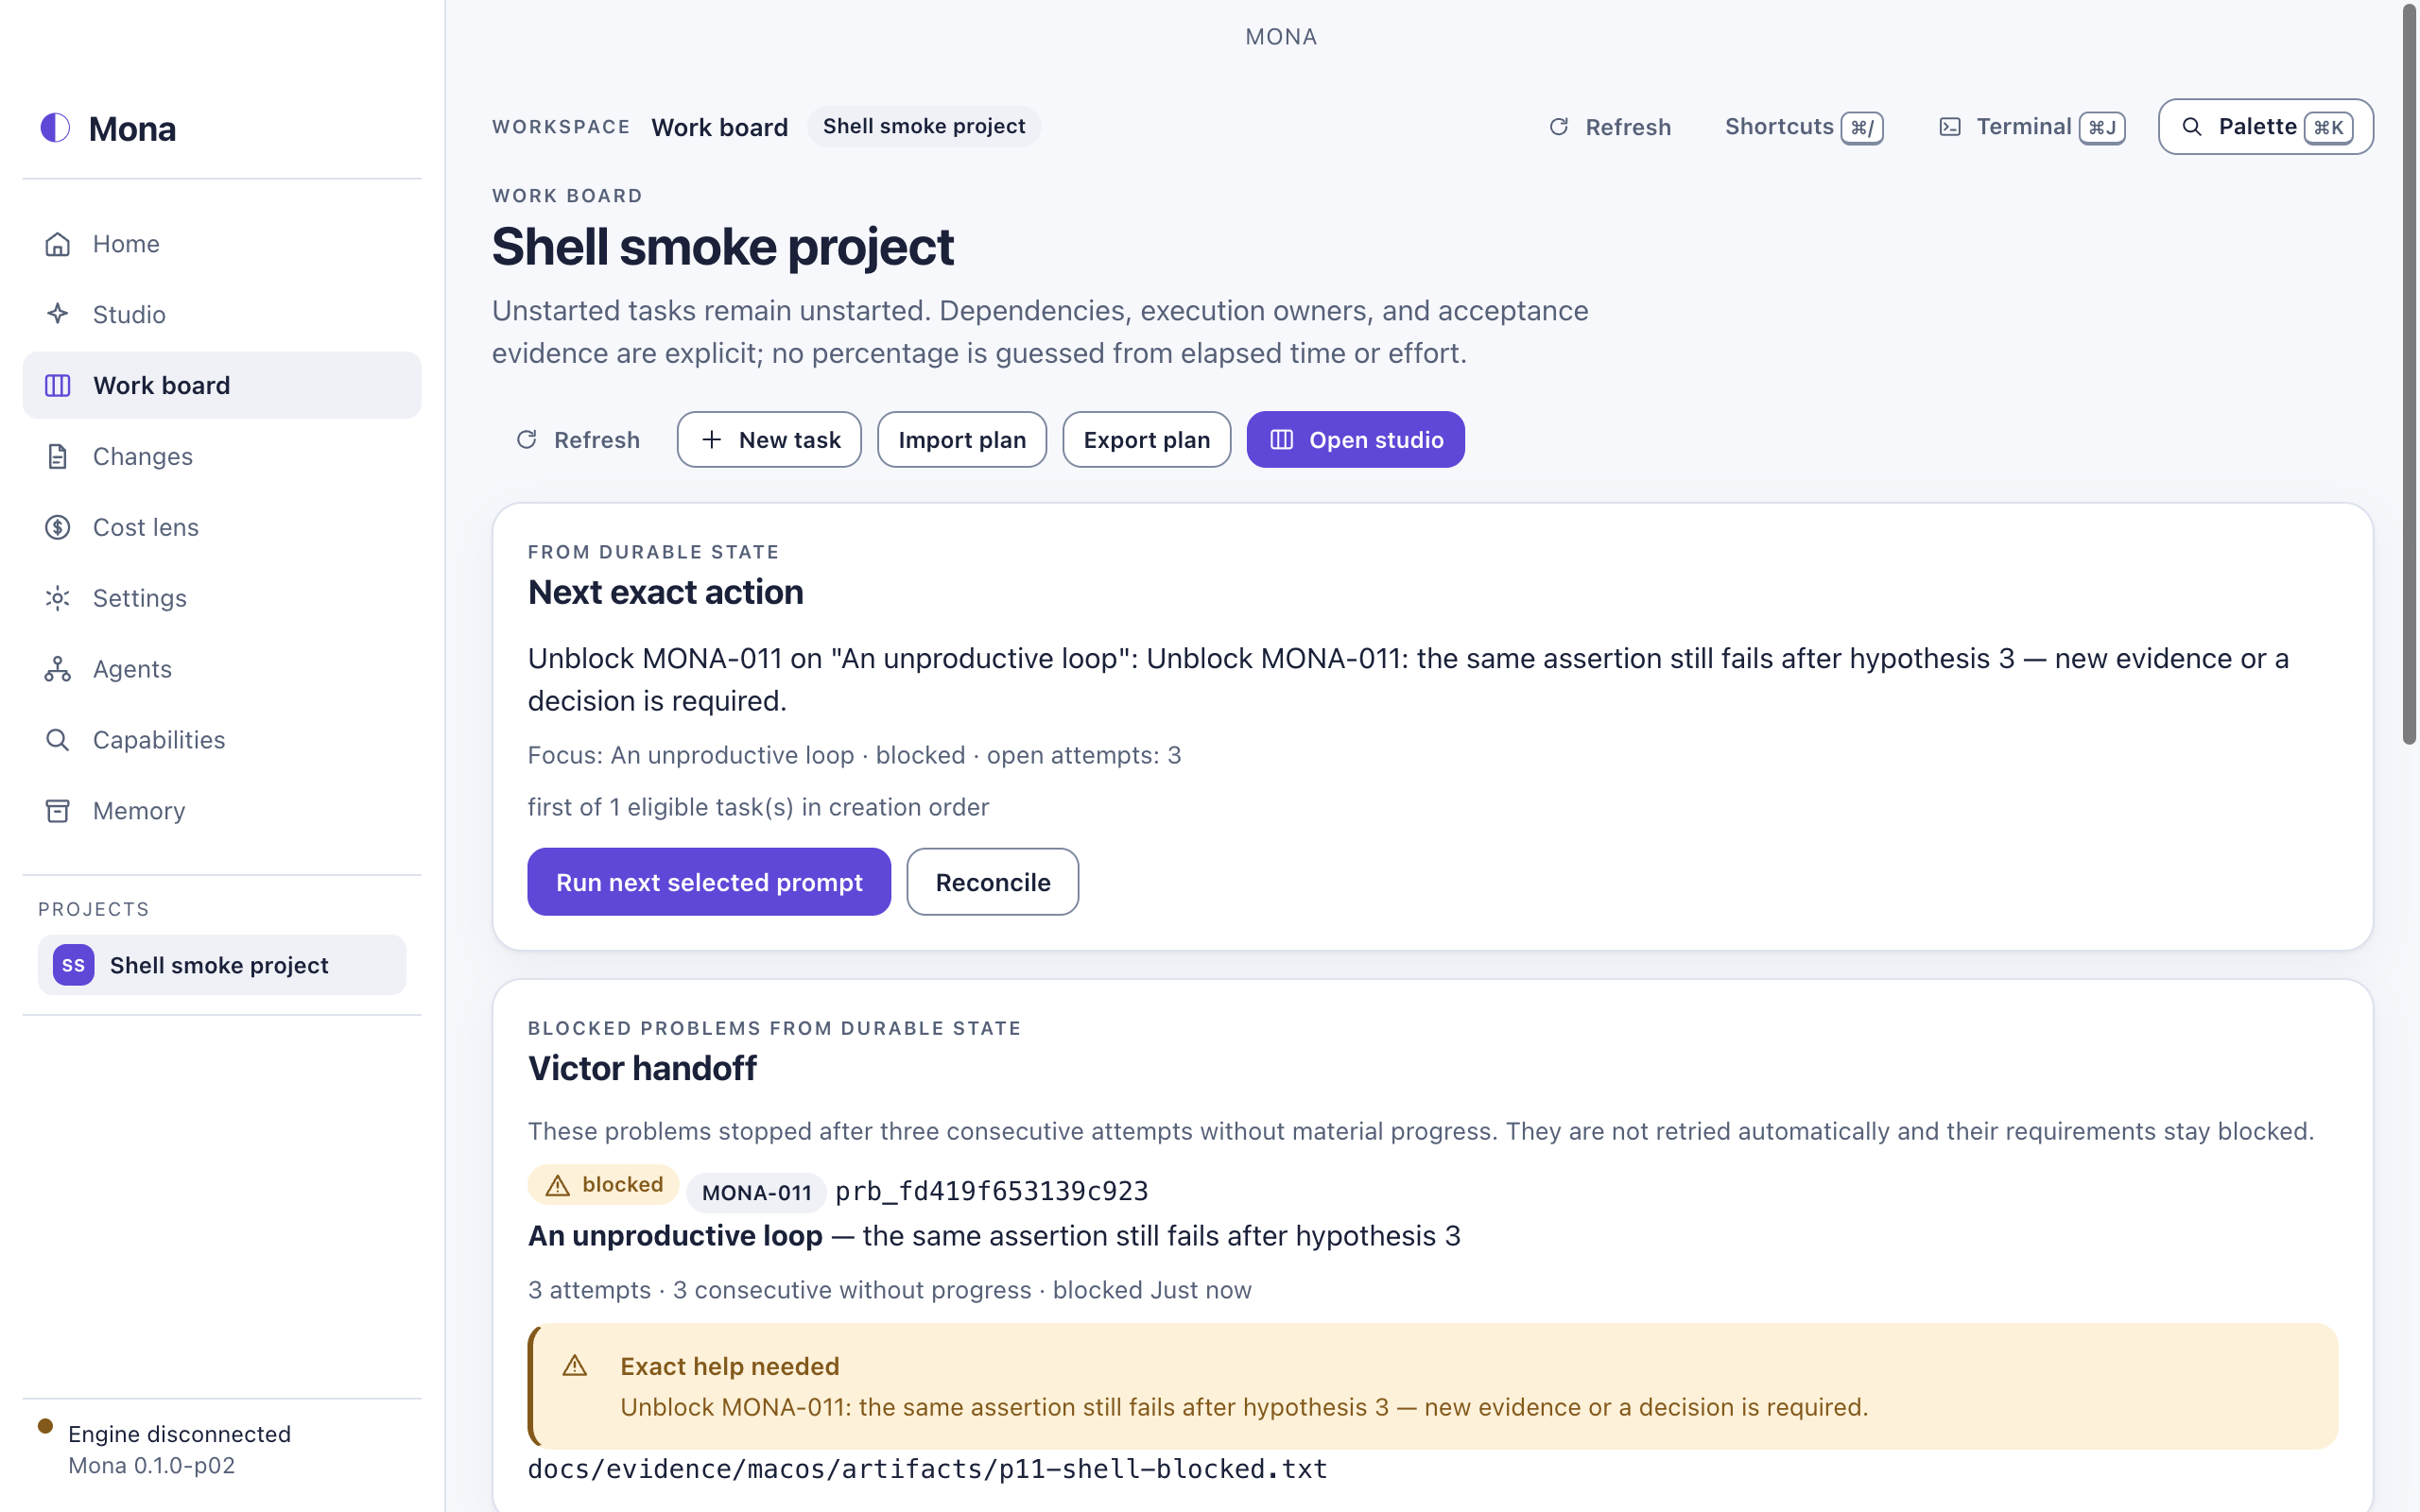 MONA
Mona
Home
Studio
Work board
Changes
Cost lens
Settings
Agents
Capabilities
Memory
PROJECTS
SS Shell smoke project
Engine disconnected
Mona 0.1.0-p02
WORKSPACE Work board Shell smoke project
Refresh Shortcuts ⌘/ Terminal ⌘J Palette ⌘K
WORK BOARD
Shell smoke project
Unstarted tasks remain unstarted. Dependencies, execution owners, and acceptance
evidence are explicit; no percentage is guessed from elapsed time or effort.
Refresh New task Import plan Export plan Open studio
FROM DURABLE STATE
Next exact action
Unblock MONA-011 on "An unproductive loop": Unblock MONA-011: the same assertion still fails after hypothesis 3 — new evidence or a
decision is required.
Focus: An unproductive loop · blocked · open attempts: 3
first of 1 eligible task(s) in creation order
Run next selected prompt Reconcile
BLOCKED PROBLEMS FROM DURABLE STATE
Victor handoff
These problems stopped after three consecutive attempts without material progress. They are not retried automatically and their requirements stay blocked.
blocked MONA-011 prb_fd419f653139c923
An unproductive loop — the same assertion still fails after hypothesis 3
3 attempts · 3 consecutive without progress · blocked Just now
Exact help needed
Unblock MONA-011: the same assertion still fails after hypothesis 3 — new evidence or a decision is required.
docs/evidence/macos/artifacts/p11-shell-blocked.txt